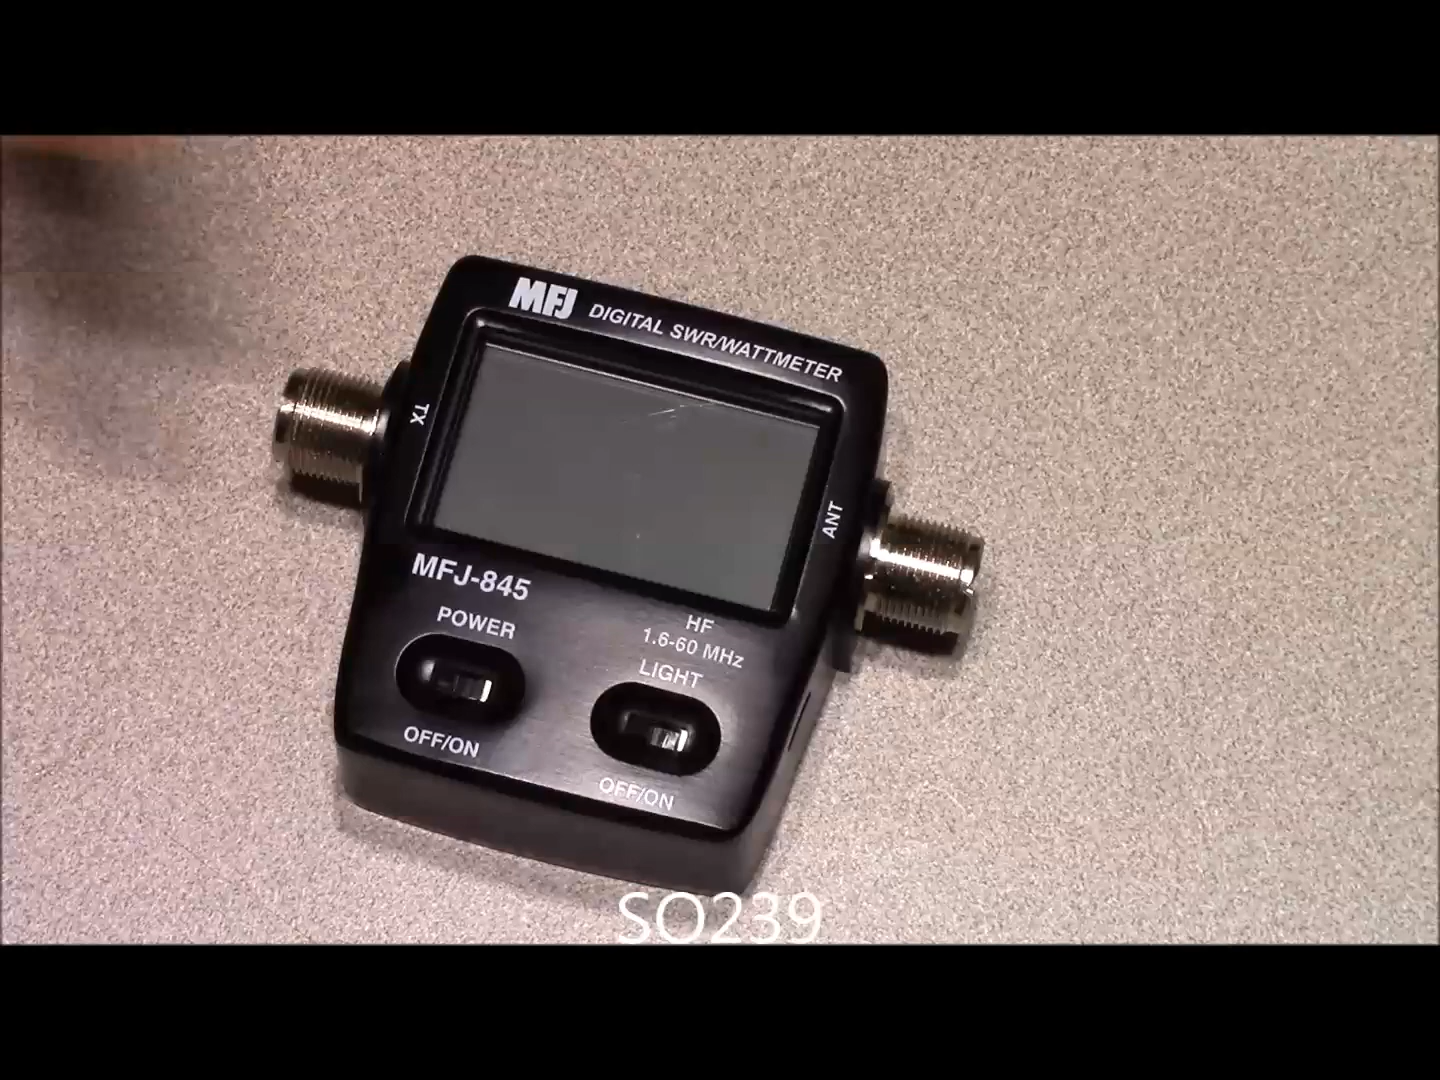 MFJ DIGITAL SWR/WATTMETER
TX
ANT
MFJ-845
POWER
OFF/ON
HF
1.6-60 MHz
LIGHT
OFF/ON
SO239